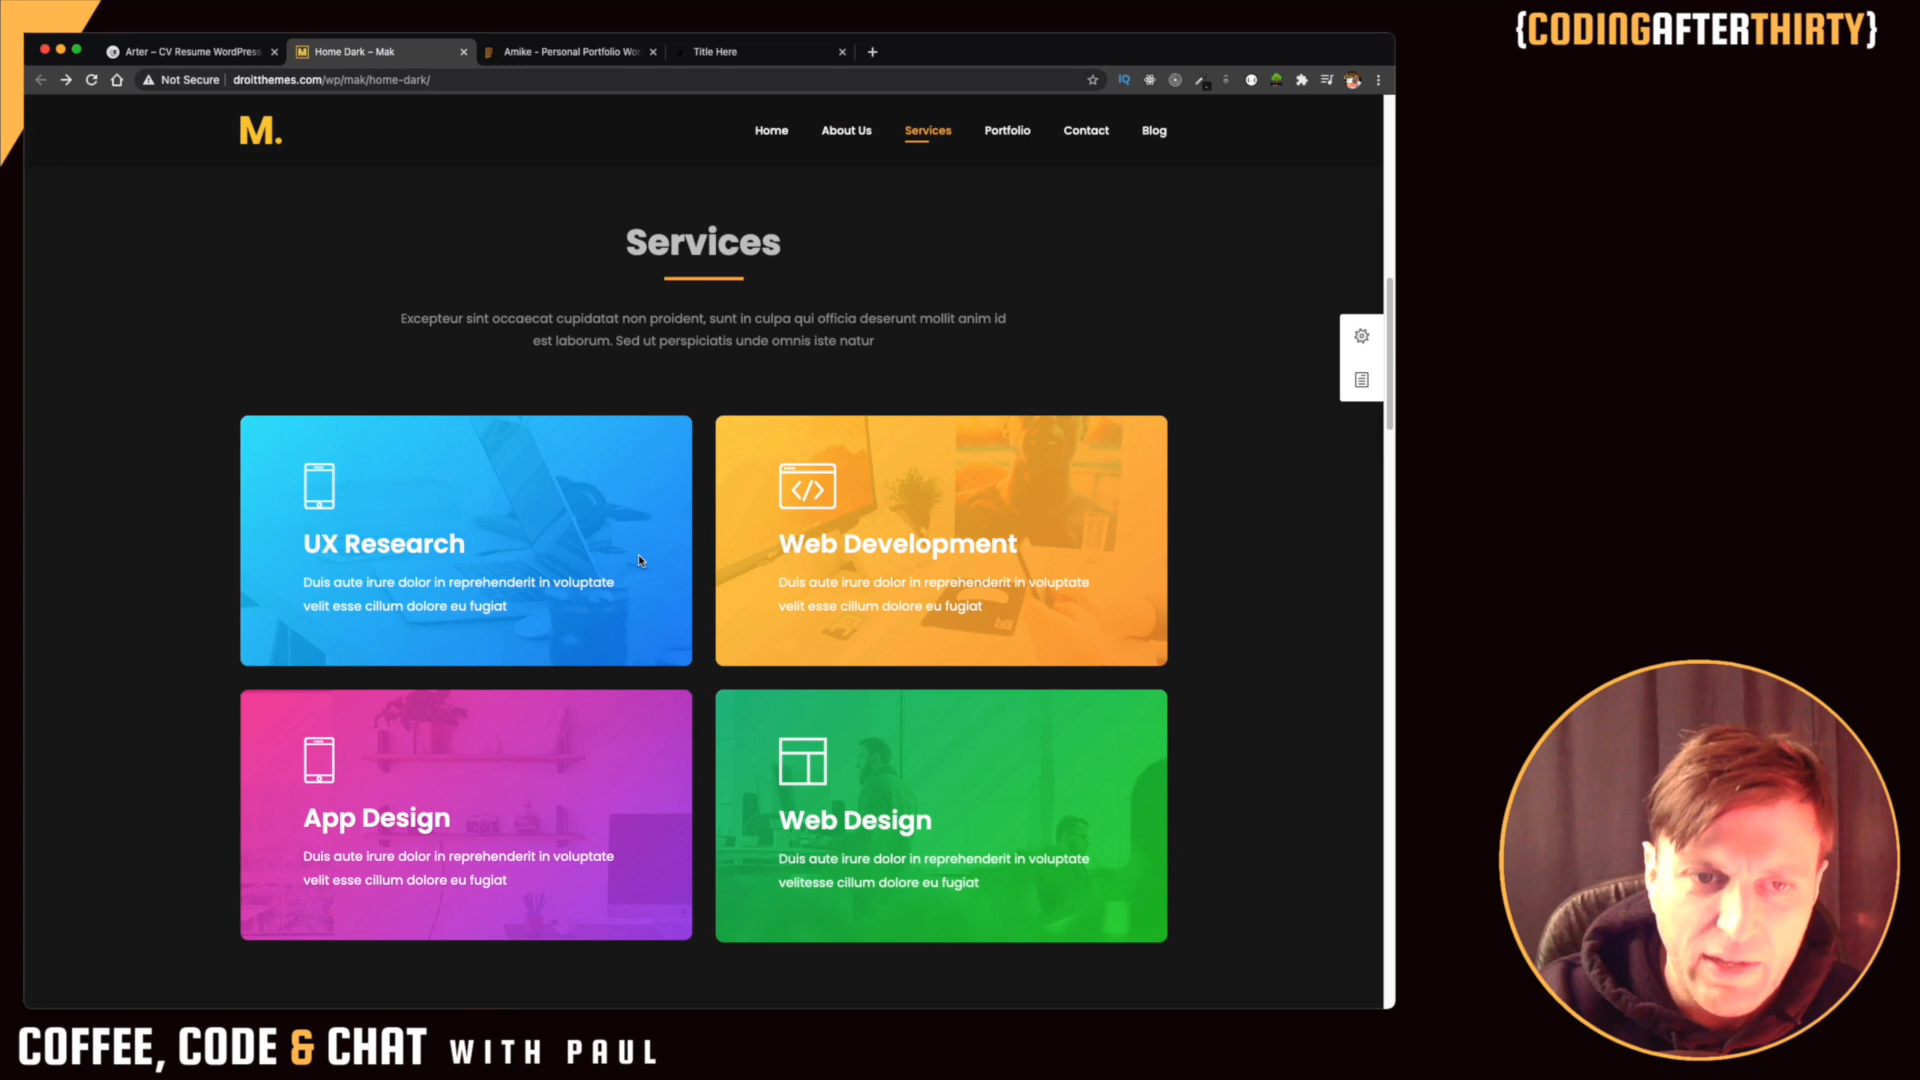 {CODINGAFTERTHIRTY}
Arter – CV Resume WordPress
Home Dark – Mak
Amike - Personal Portfolio Wor
Title Here
Not Secure
droitthemes.com/wp/mak/home-dark/
M.
Home
About Us
Services
Portfolio
Contact
Blog
Services
Excepteur sint occaecat cupidatat non proident, sunt in culpa qui officia deserunt mollit anim id
est laborum. Sed ut perspiciatis unde omnis iste natur
UX Research
Duis aute irure dolor in reprehenderit in voluptate
velit esse cillum dolore eu fugiat
</>
Web Development
Duis aute irure dolor in reprehenderit in voluptate
velit esse cillum dolore eu fugiat
App Design
Duis aute irure dolor in reprehenderit in voluptate
velit esse cillum dolore eu fugiat
Web Design
Duis aute irure dolor in reprehenderit in voluptate
velitesse cillum dolore eu fugiat
COFFEE, CODE & CHAT WITH PAUL